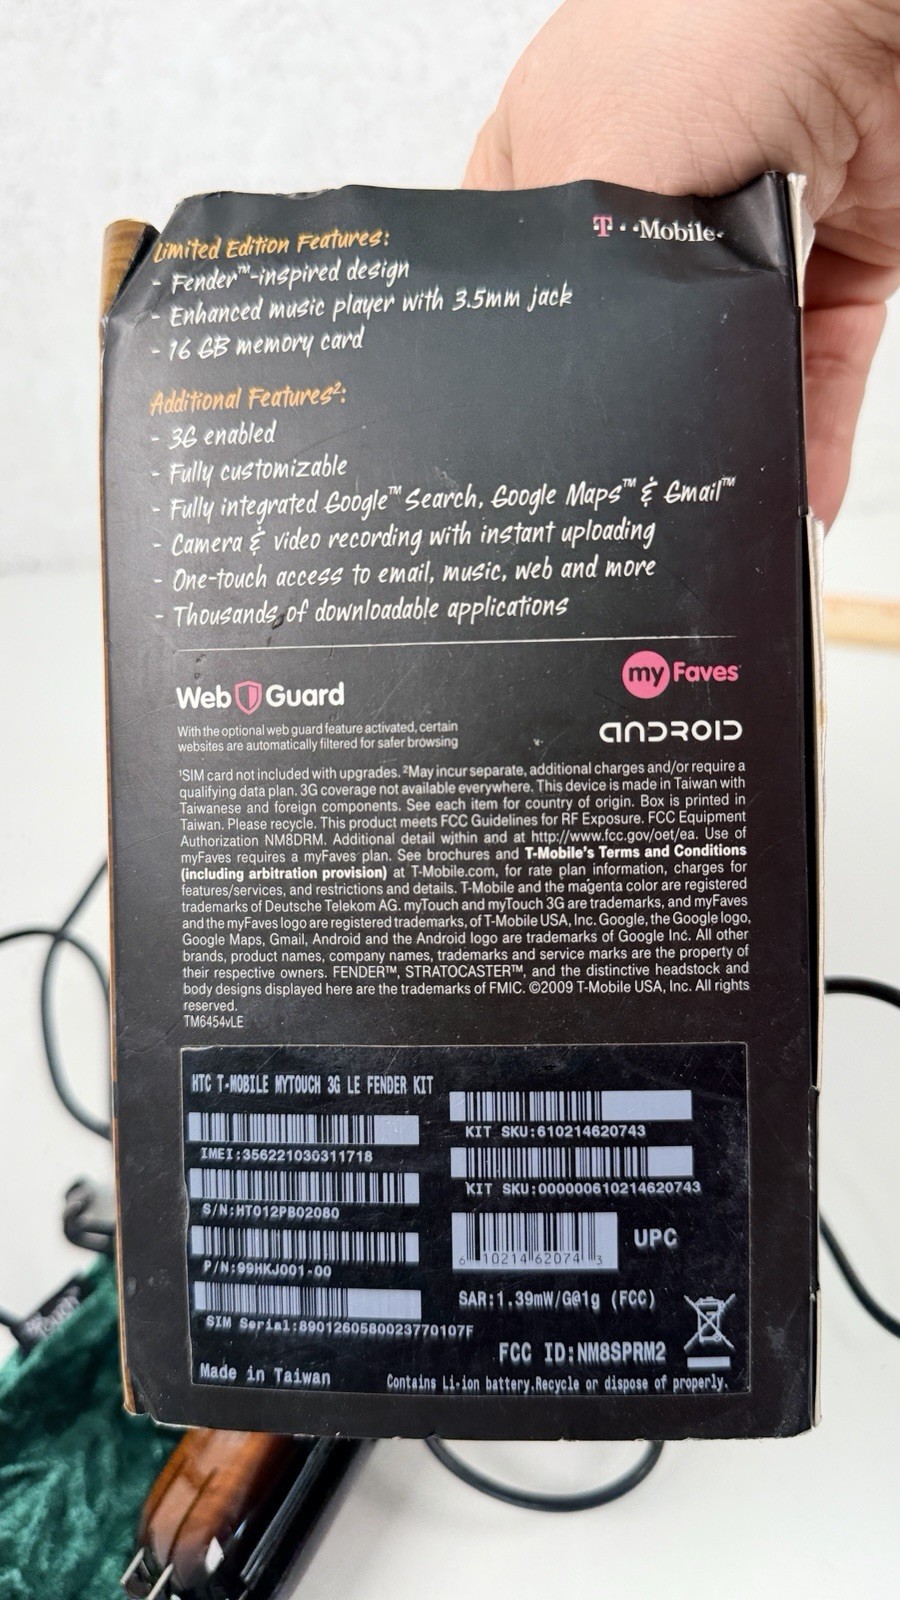 Limited Edition Features:
T··Mobile·
- Fender™-inspired design
- Enhanced music player with 3.5mm jack
- 16 GB memory card
Additional Features²:
- 3G enabled
- Fully customizable
- Fully integrated Google™ Search, Google Maps™ & Gmail™
- Camera & video recording with instant uploading
- One-touch access to email, music, web and more
- Thousands of downloadable applications
Web Guard
my Faves
With the optional web guard feature activated, certain
websites are automatically filtered for safer browsing
ANDROID
¹SIM card not included with upgrades. ²May incur separate, additional charges and/or require a
qualifying data plan. 3G coverage not available everywhere. This device is made in Taiwan with
Taiwanese and foreign components. See each item for country of origin. Box is printed in
Taiwan. Please recycle. This product meets FCC Guidelines for RF Exposure. FCC Equipment
Authorization NM8DRM. Additional detail within and at http://www.fcc.gov/oet/ea. Use of
myFaves requires a myFaves plan. See brochures and T-Mobile's Terms and Conditions
(including arbitration provision) at T-Mobile.com, for rate plan information, charges for
features/services, and restrictions and details. T-Mobile and the magenta color are registered
trademarks of Deutsche Telekom AG. myTouch and myTouch 3G are trademarks, and myFaves
and the myFaves logo are registered trademarks, of T-Mobile USA, Inc. Google, the Google logo,
Google Maps, Gmail, Android and the Android logo are trademarks of Google Inc. All other
brands, product names, company names, trademarks and service marks are the property of
their respective owners. FENDER™, STRATOCASTER™, and the distinctive headstock and
body designs displayed here are the trademarks of FMIC. ©2009 T-Mobile USA, Inc. All rights
reserved.
TM6454vLE
HTC T-MOBILE MYTOUCH 3G LE FENDER KIT
IMEI:356221030311718
S/N:HT012PB02080
P/N:99HKJ001-00
SIM Serial:8901260580023770107F
Made in Taiwan
KIT SKU:610214620743
KIT SKU:000000610214620743
6 10214 62074 3
UPC
SAR:1.39mW/G@1g (FCC)
FCC ID:NM8SPRM2
Contains Li-ion battery.Recycle or dispose of properly.